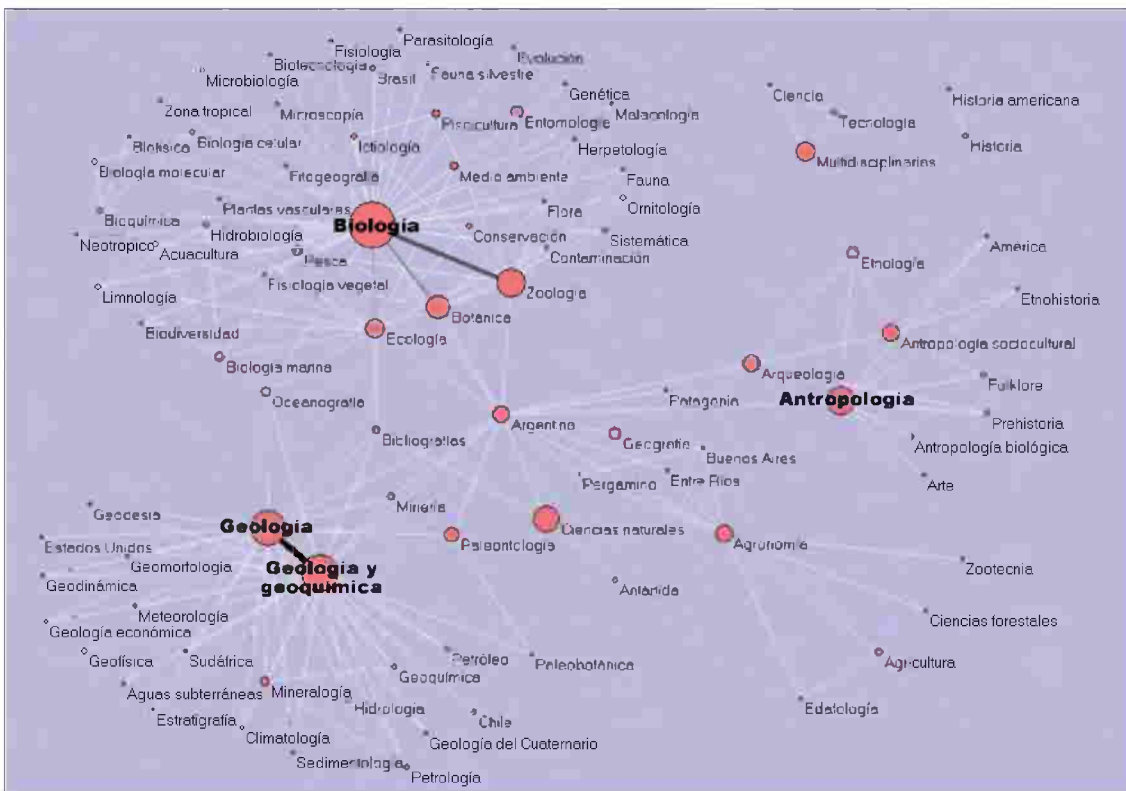 Parasitología
Fisiología
Evolución
Biotecnología
Brasil
Fauna silvestre
Microbiología
Genética
Ciencia
Historia americana
Zona tropical
Microscopía
Piscicultura
Entomologie
Malacología
Tecnología
Biofísica
Biología celular
Ictiología
Herpetología
Multidisciplinarios
Historia
Biología molecular
Fitogeografía
Medio ambiente
Fauna
Plantas vasculares
Flora
Ornitología
Bioquímica
Biología
Hidrobiología
Conservación
Sistemática
América
Neotropico
Acuacultura
Pesca
Contaminación
Etnología
Fisiología vegetal
Zoología
Limnología
Etnohistoria
Botánica
Biodiversidad
Ecología
Antropología sociocultural
Biología marina
Arqueología
Folklore
Oceanografía
Patagonia
Antropología
Argentina
Prehistoria
Bibliografías
Geografía
Antropología biológica
Buenos Aires
Pergamino
Entre Ríos
Arte
Minería
Geodesia
Geología
Ciencias naturales
Estados Unidos
Paleontología
Agronomía
Geomorfología
Geología y
geoquímica
Zootecnia
Geodinámica
Antártida
Meteorología
Ciencias forestales
Geología económica
Geofísica
Sudáfrica
Petróleo
Paleobotánica
Agricultura
Geoquímica
Aguas subterráneas
Mineralogía
Hidrología
Edafología
Estratigrafía
Chile
Climatología
Geología del Cuaternario
Sedimentología
Petrología